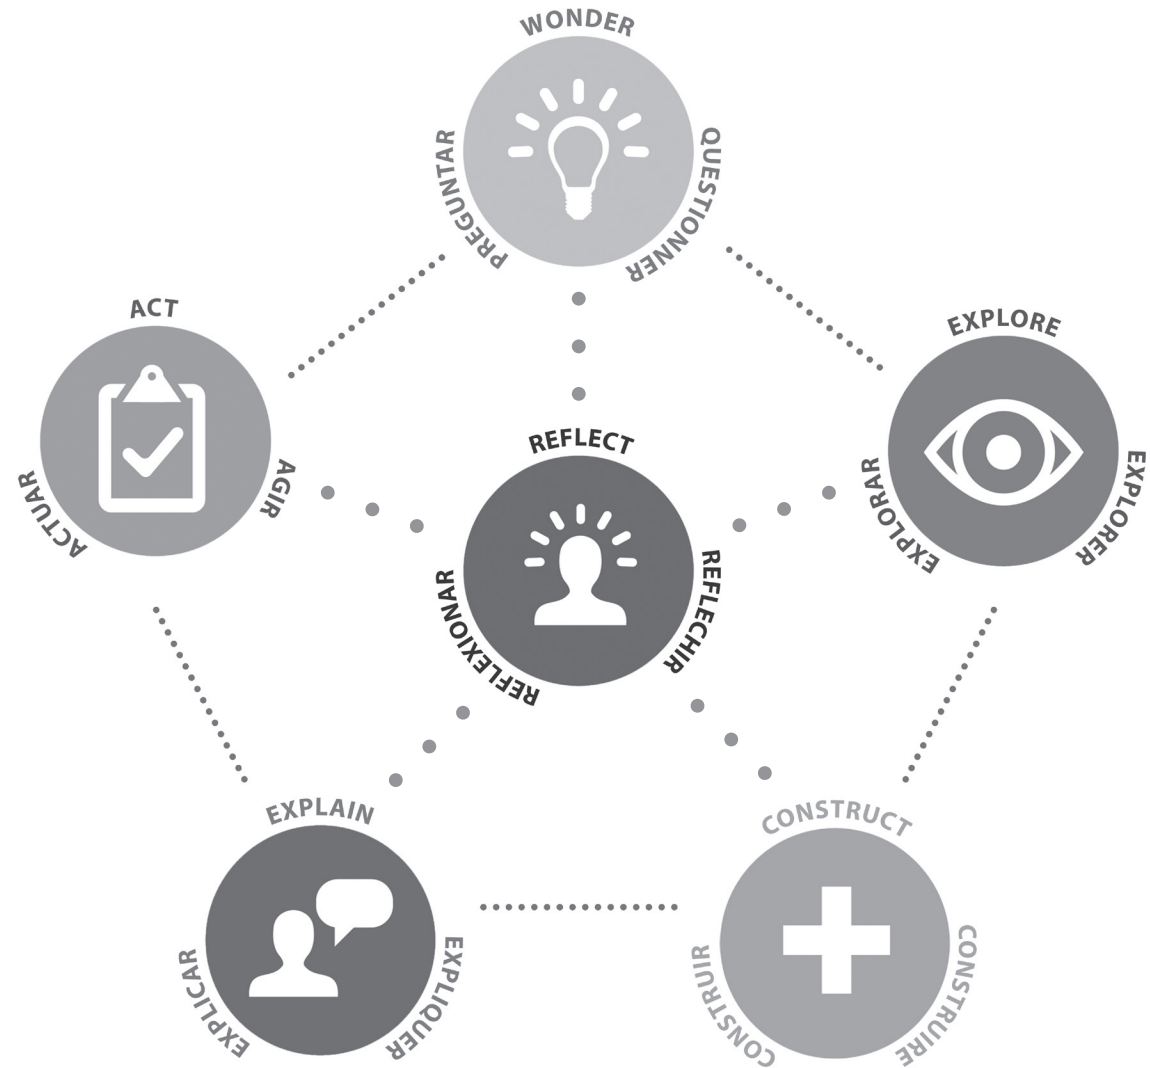 WONDER
PREGUNTAR
QUESTIONNER
ACT
ACTUAR
AGIR
EXPLORE
EXPLORAR
EXPLORER
REFLECT
REFLEXIONAR
REFLECHIR
EXPLAIN
EXPLICAR
EXPLIQUER
CONSTRUCT
CONSTRUIR
CONSTRUIRE